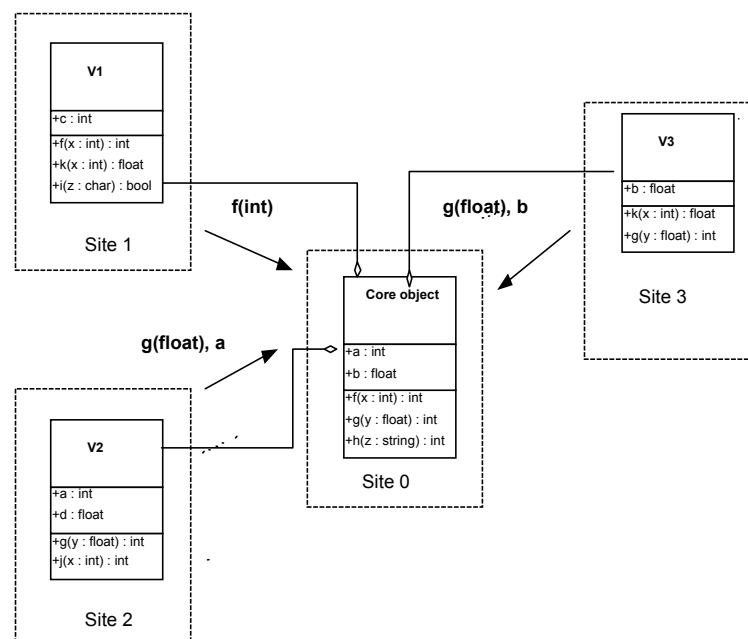 V1
+c : int
+f(x : int) : int
+k(x : int) : float
+i(z : char) : bool
Site 1
f(int)
g(float), b
V3
+b : float
+k(x : int) : float
+g(y : float) : int
Site 3
Core object
+a : int
+b : float
+f(x : int) : int
+g(y : float) : int
+h(z : string) : int
Site 0
g(float), a
V2
+a : int
+d : float
+g(y : float) : int
+j(x : int) : int
Site 2